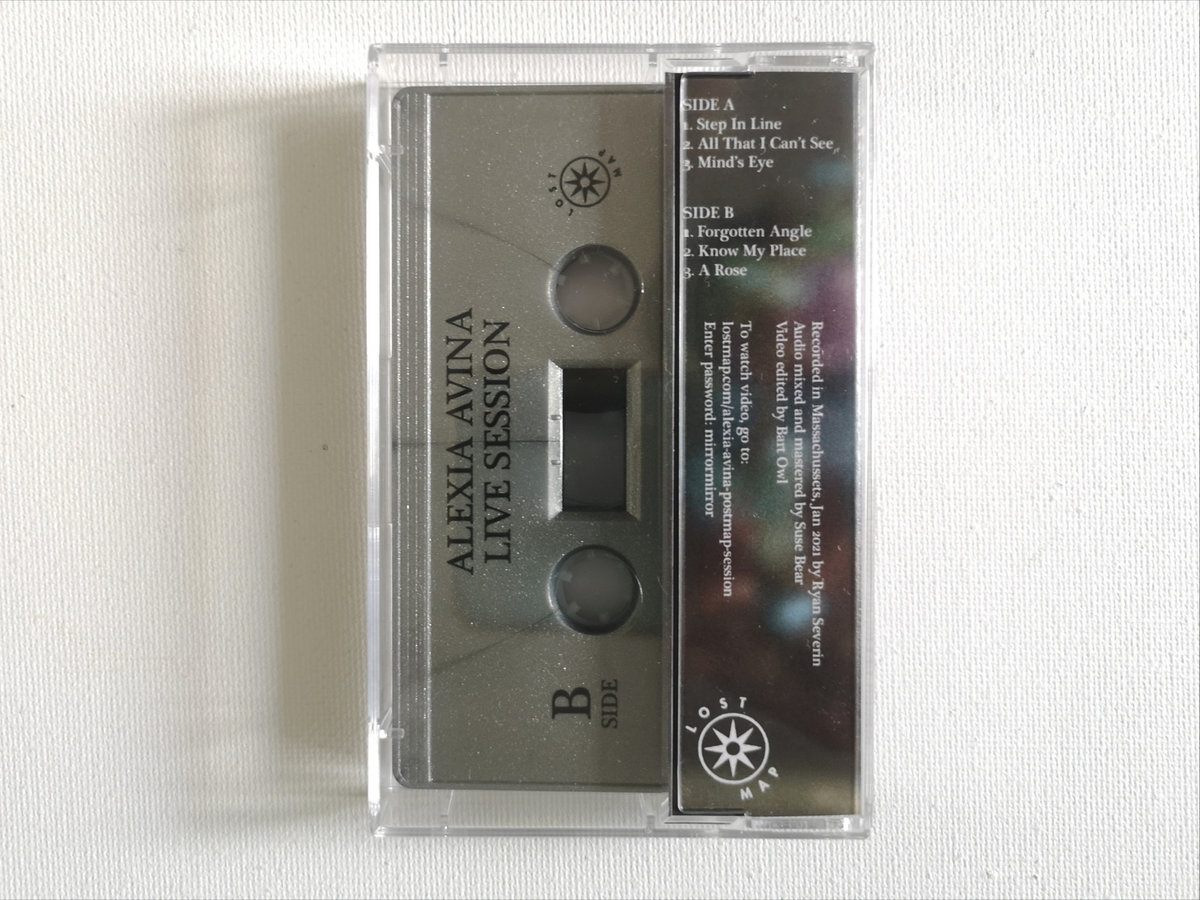 LOST MAP
ALEXIA AVINA
LIVE SESSION
B
SIDE
SIDE A
1. Step In Line
2. All That I Can't See
3. Mind's Eye
SIDE B
1. Forgotten Angle
2. Know My Place
3. A Rose
Recorded in Massachussets, Jan 2021 by Ryan Severin
Audio mixed and mastered by Suse Bear
Video edited by Bart Owl
To watch video, go to:
lostmap.com/alexia-avina-postmap-session
Enter password: mirrormirror
LOST MAP